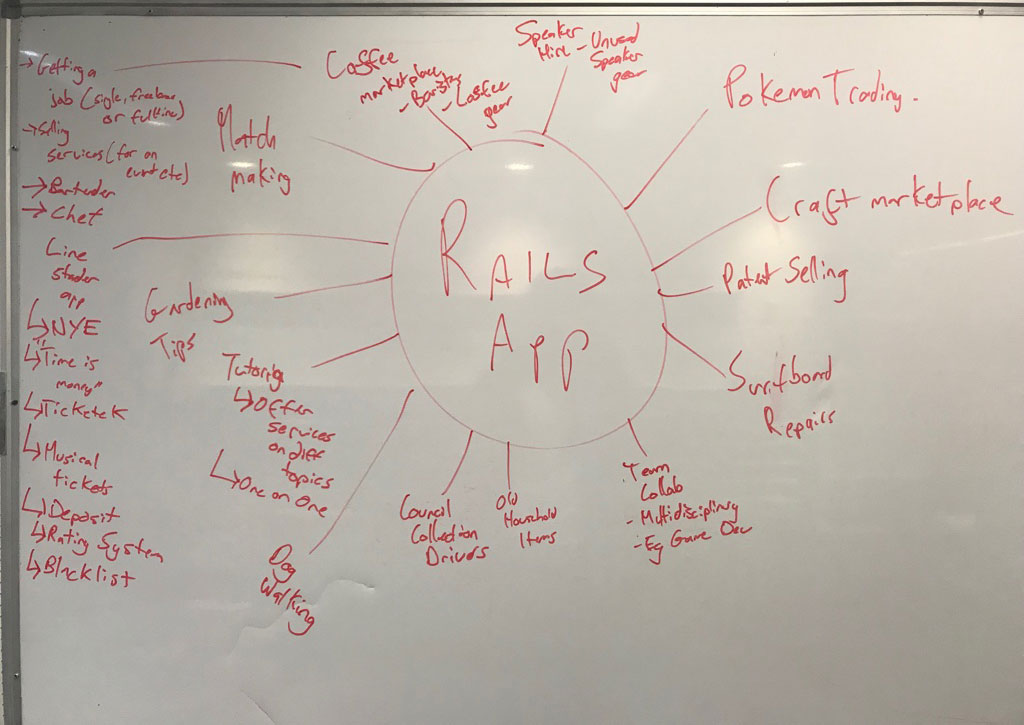 RAILS
APP
Coffee
marketplace
- Baristas
- Coffee
gear
→ Getting a
job (single, freelance
or fulltime)
→ Selling
services (for an
event etc)
→ Bartender
→ Chef
Speaker
Hire - Unused
Speaker
gear
Pokemon Trading.
Craft marketplace
Patent Selling
Surfboard
Repairs
Team
Collab
- Multidisciplinary
- Eg Game Dev
Old
Household
Items
Council
Collection
Drivers
Dog
Walking
Tutoring
↳ Offer
services
on diff
topics
↳ One on One
Gardening
Tips
Line
stander
app
↳ NYE
↳ "Time is
money"
↳ Ticketek
↳ Musical
tickets
↳ Deposit
↳ Rating System
↳ Blacklist
Match
making